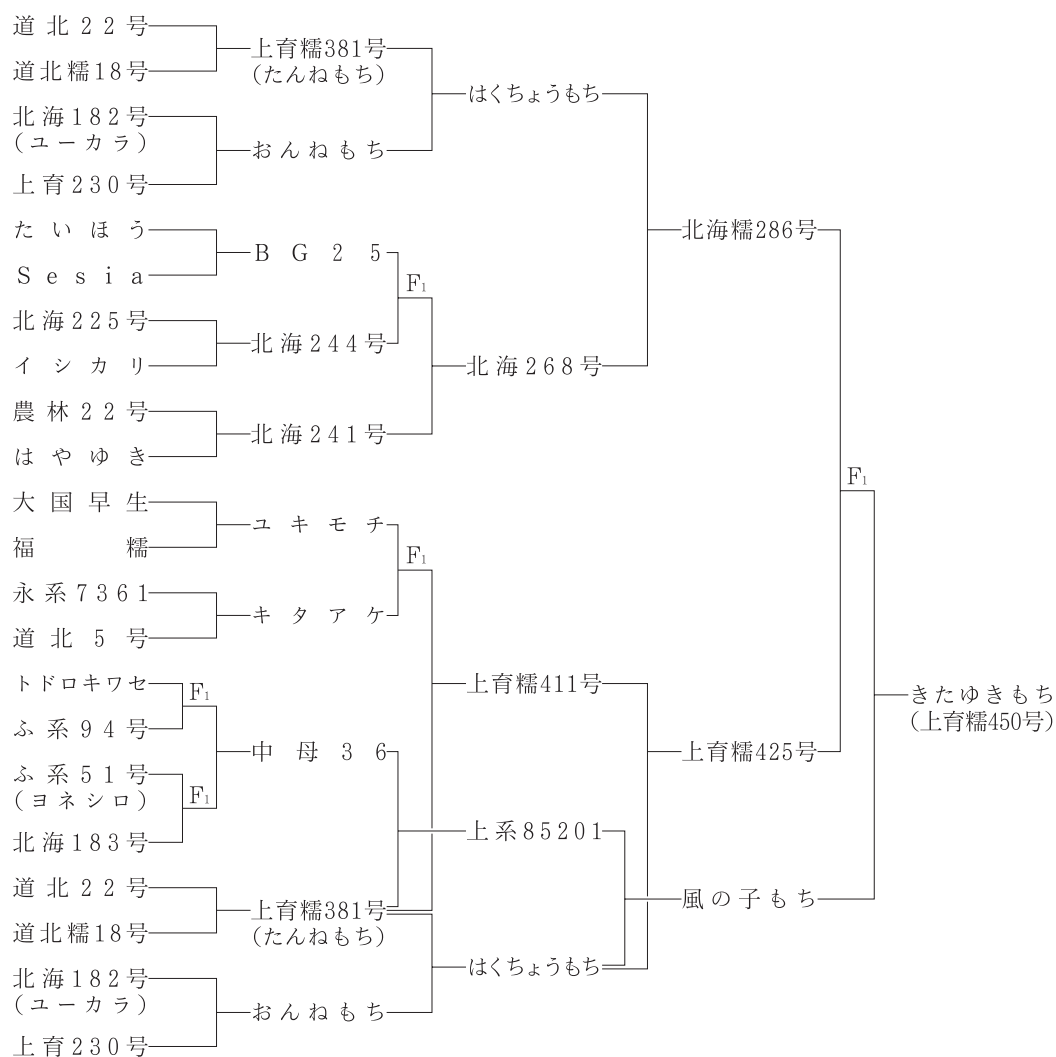 道北22号
道北糯18号
北海182号
(ユーカラ)
上育230号
たいほう
Sesia
北海225号
イシカリ
農林22号
はやゆき
大国早生
福糯
永系7361
道北5号
トドロキワセ
ふ系94号
ふ系51号
(ヨネシロ)
北海183号
道北22号
道北糯18号
北海182号
(ユーカラ)
上育230号
F1
F1
上育糯381号
(たんねもち)
おんねもち
BG25
北海244号
北海241号
ユキモチ
キタアケ
中母36
上育糯381号
(たんねもち)
おんねもち
F1
F1
はくちょうもち
北海268号
上育糯411号
上系85201
はくちょうもち
北海糯286号
上育糯425号
風の子もち
F1
きたゆきもち
(上育糯450号)